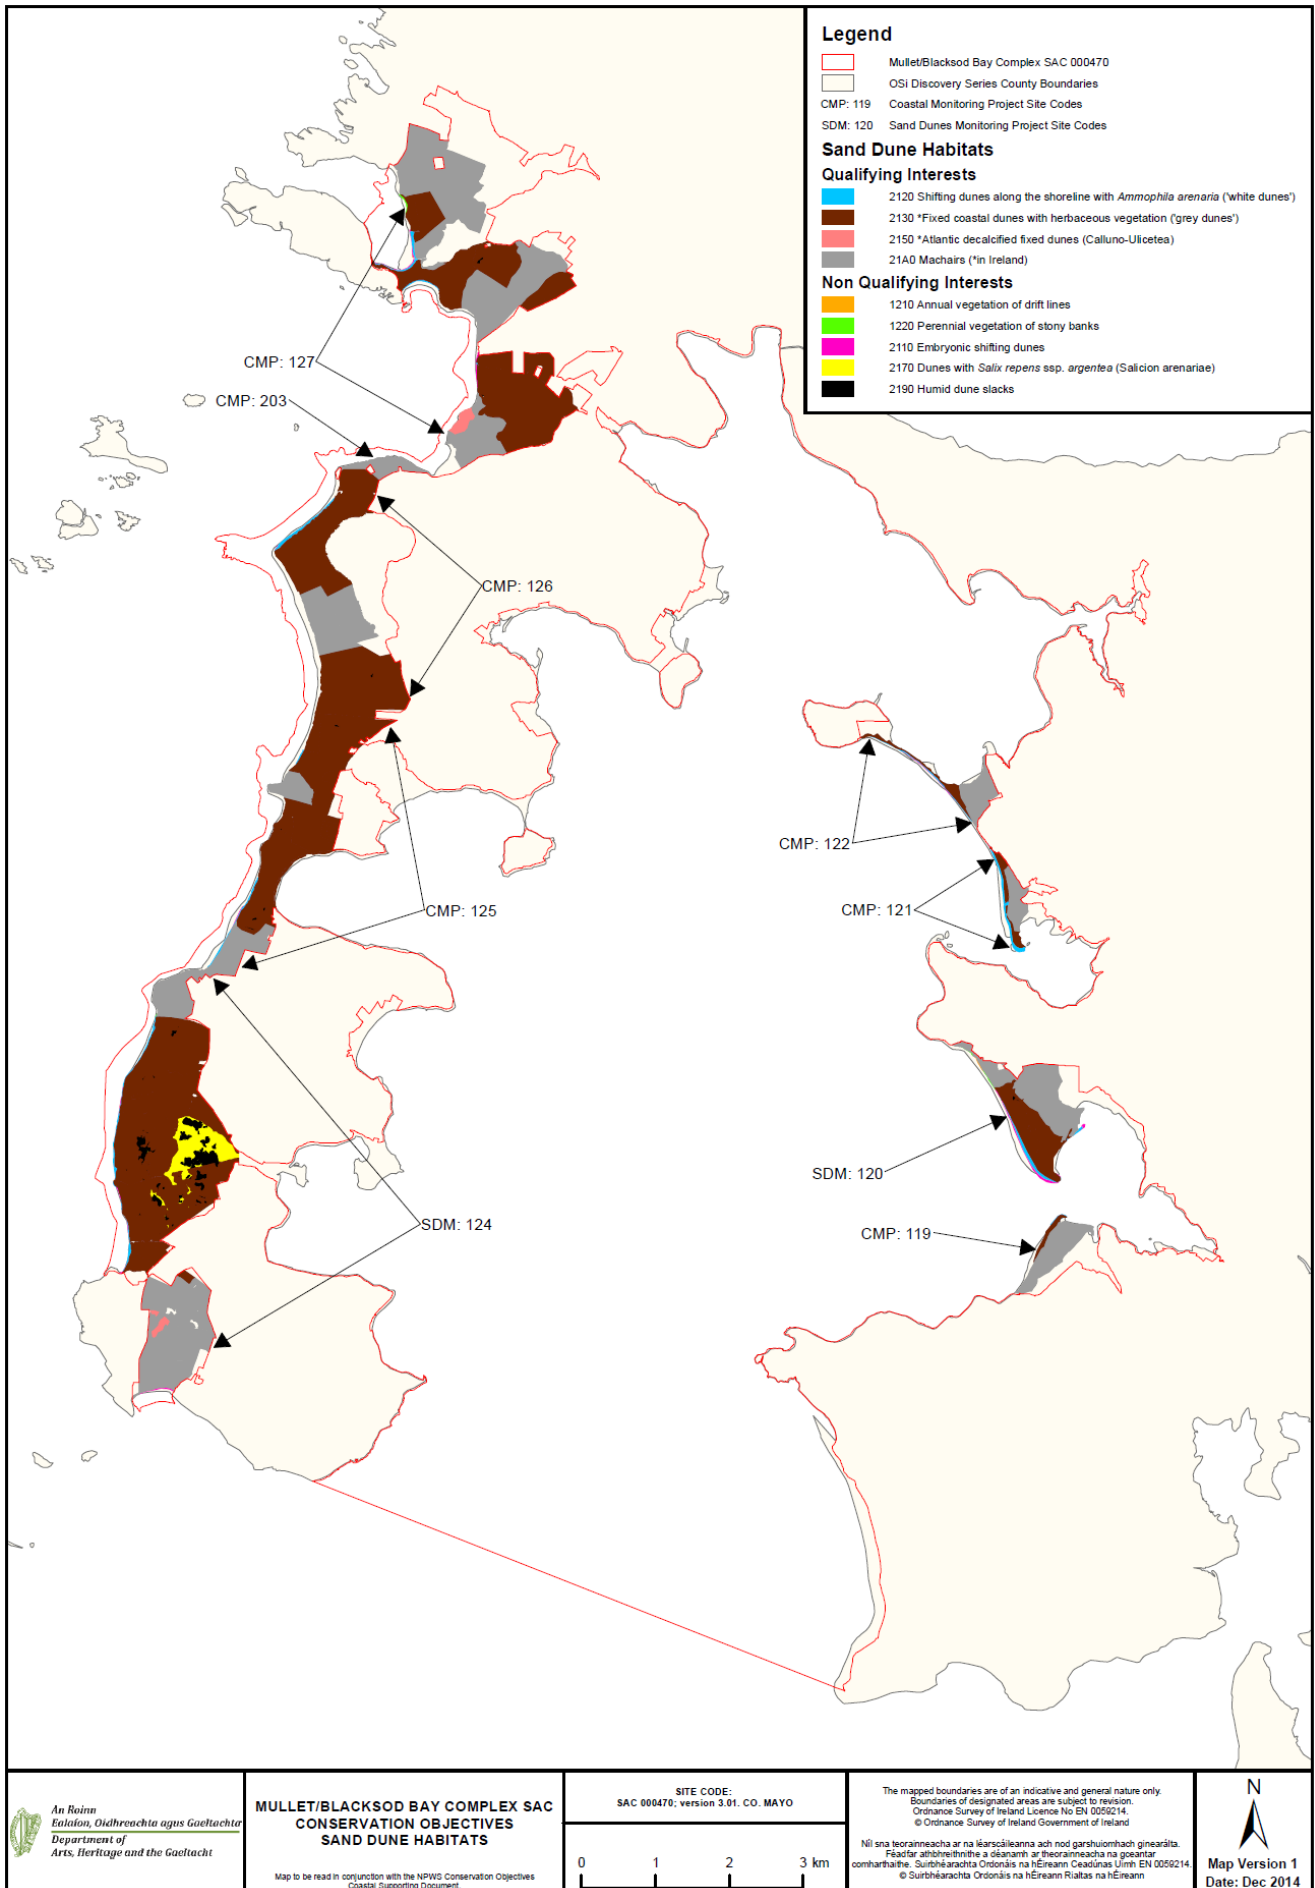 Legend
Mullet/Blacksod Bay Complex SAC 000470
OSi Discovery Series County Boundaries
CMP: 119 Coastal Monitoring Project Site Codes
SDM: 120 Sand Dunes Monitoring Project Site Codes
Sand Dune Habitats
Qualifying Interests
2120 Shifting dunes along the shoreline with Ammophila arenaria ('white dunes')
2130 *Fixed coastal dunes with herbaceous vegetation ('grey dunes')
2150 *Atlantic decalcified fixed dunes (Calluno-Ulicetea)
21A0 Machairs (*in Ireland)
Non Qualifying Interests
1210 Annual vegetation of drift lines
1220 Perennial vegetation of stony banks
2110 Embryonic shifting dunes
2170 Dunes with Salix repens ssp. argentea (Salicion arenariae)
2190 Humid dune slacks
CMP: 127
CMP: 203
CMP: 126
CMP: 122
CMP: 121
CMP: 125
SDM: 120
SDM: 124
CMP: 119
An Roinn
Ealaíon, Oidhreachta agus Gaeltachta
Department of
Arts, Heritage and the Gaeltacht
MULLET/BLACKSOD BAY COMPLEX SAC
CONSERVATION OBJECTIVES
SAND DUNE HABITATS
Map to be read in conjunction with the NPWS Conservation Objectives
Coastal Supporting Document.
SITE CODE:
SAC 000470; version 3.01. CO. MAYO
0 1 2 3 km
The mapped boundaries are of an indicative and general nature only.
Boundaries of designated areas are subject to revision.
Ordnance Survey of Ireland Licence No EN 0059214.
© Ordnance Survey of Ireland Government of Ireland
Níl sna teorainneacha ar na léarscáileanna ach nod garshuiomhach ginearálta.
Féadfar athbhreithnithe a déanamh ar theorainneacha na gceantar
comharthaithe. Suirbhéarachta Ordonáis na hÉireann Ceadúnas Uimh EN 0059214.
© Suirbhéarachta Ordonáis na hÉireann Rialtas na hÉireann
N
Map Version 1
Date: Dec 2014